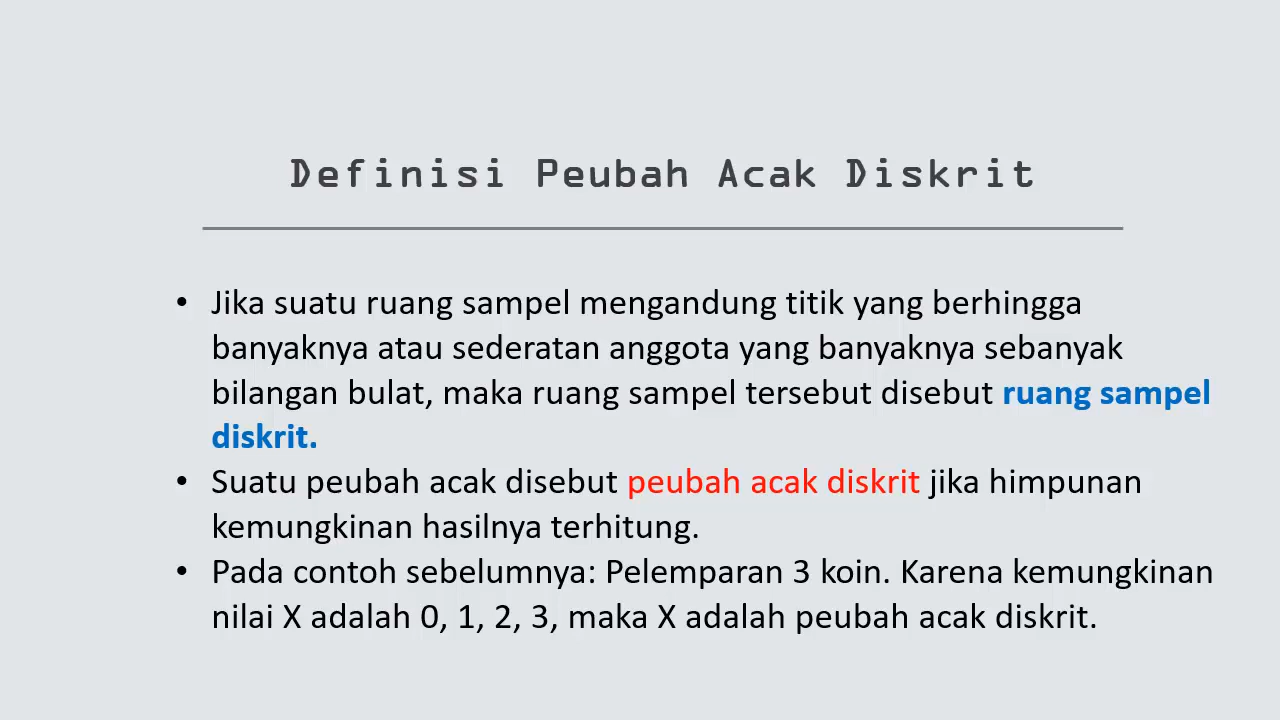 Definisi Peubah Acak Diskrit
• Jika suatu ruang sampel mengandung titik yang berhingga
banyaknya atau sederatan anggota yang banyaknya sebanyak
bilangan bulat, maka ruang sampel tersebut disebut ruang sampel
diskrit.
• Suatu peubah acak disebut peubah acak diskrit jika himpunan
kemungkinan hasilnya terhitung.
• Pada contoh sebelumnya: Pelemparan 3 koin. Karena kemungkinan
nilai X adalah 0, 1, 2, 3, maka X adalah peubah acak diskrit.